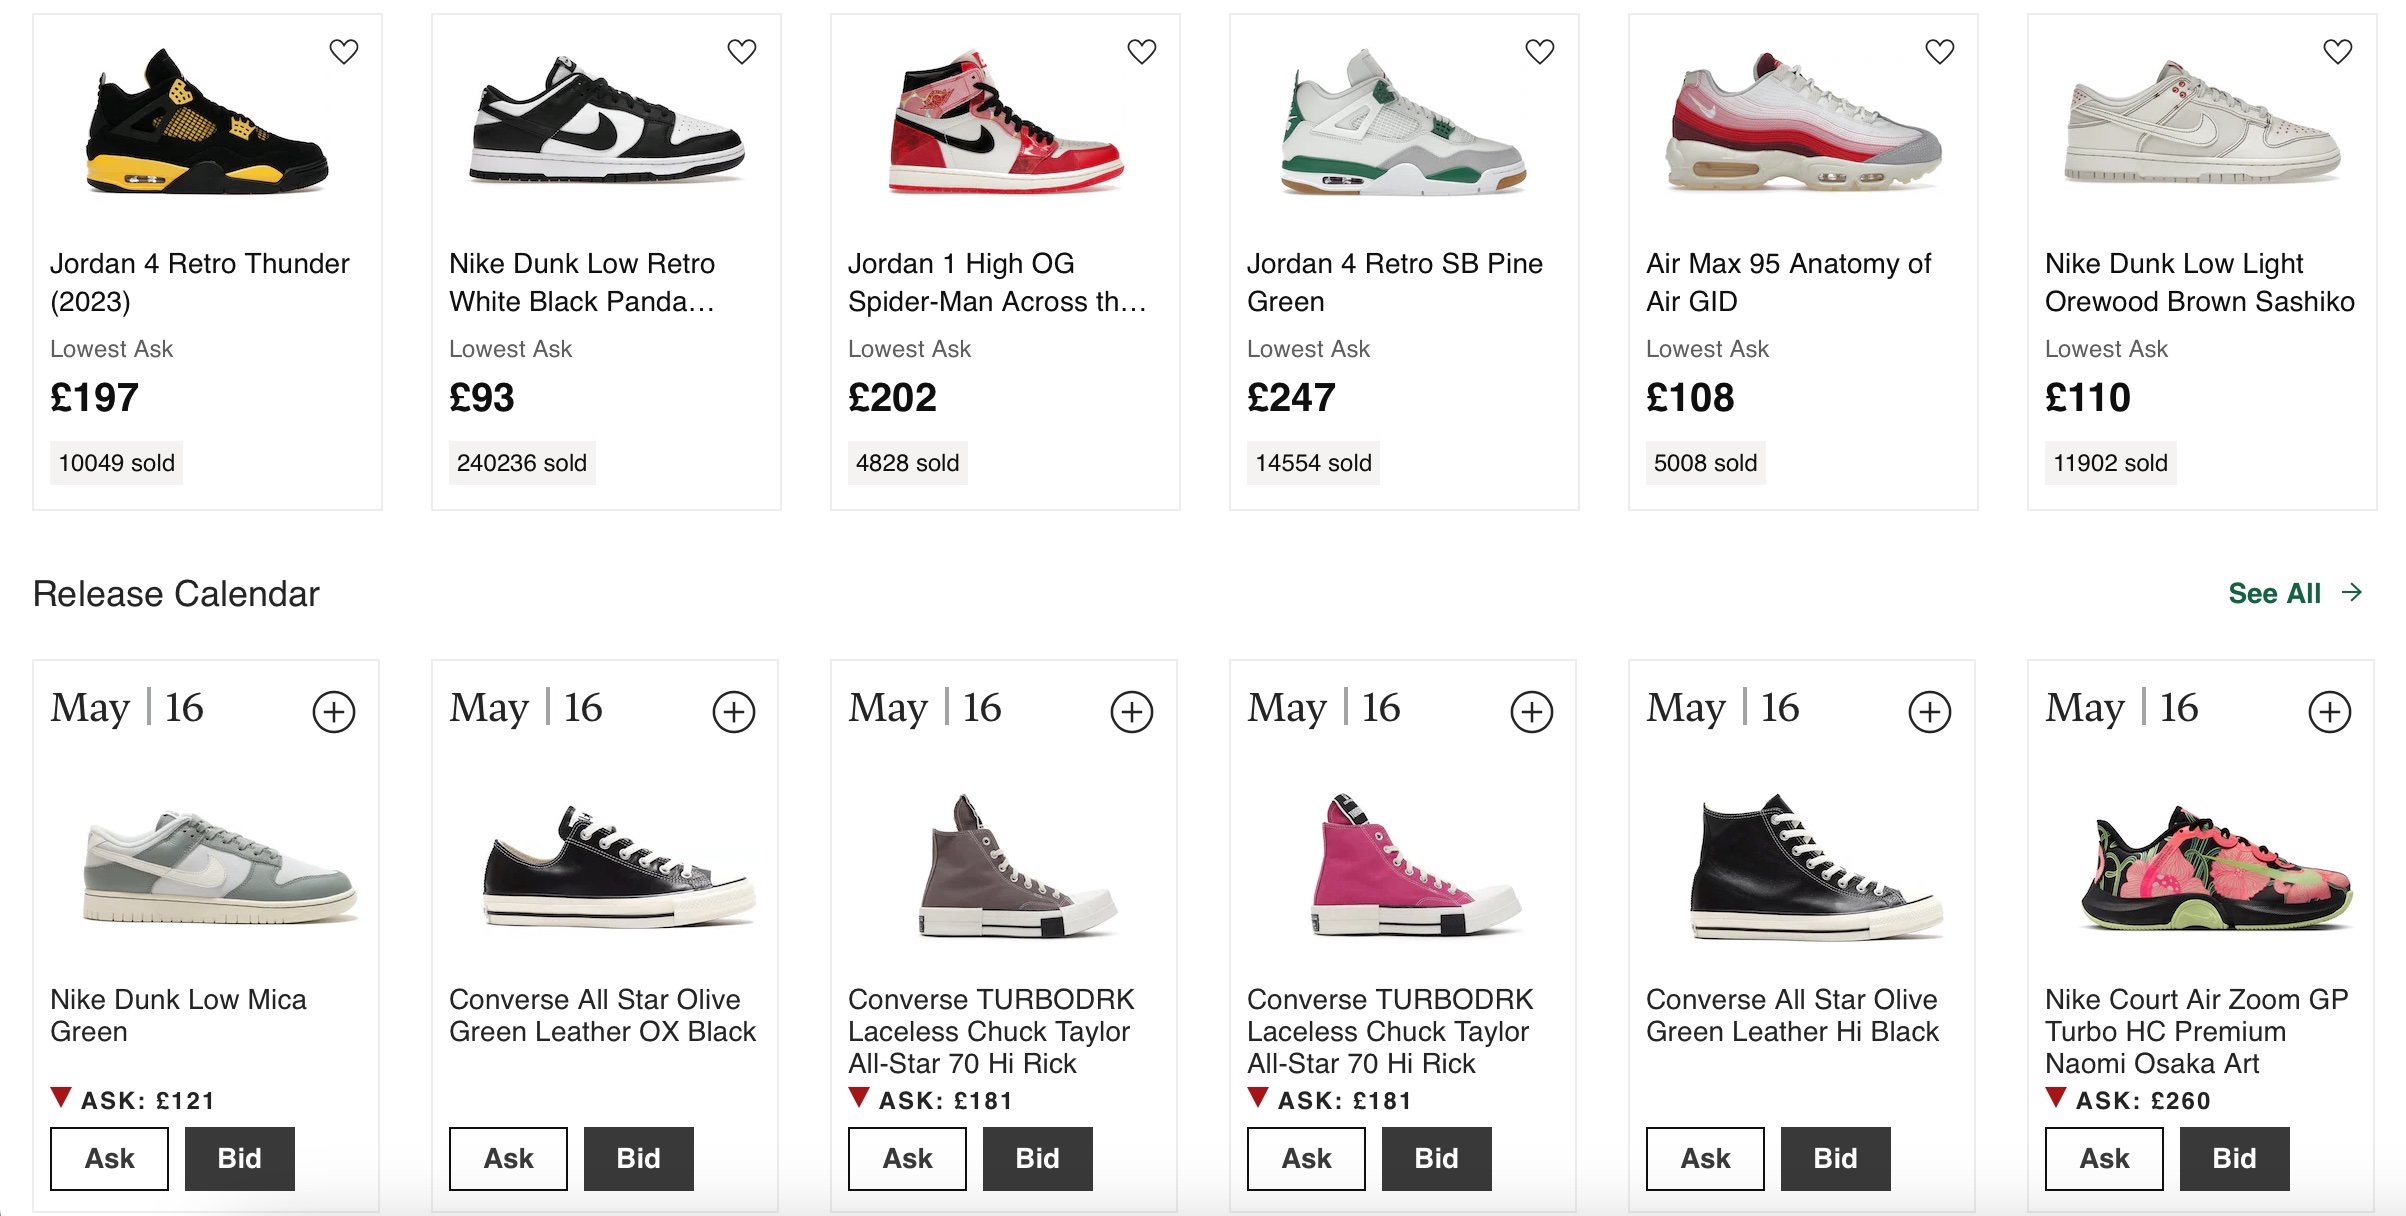 Jordan 4 Retro Thunder
(2023)
Lowest Ask
£197
10049 sold
Nike Dunk Low Retro
White Black Panda...
Lowest Ask
£93
240236 sold
Jordan 1 High OG
Spider-Man Across th...
Lowest Ask
£202
4828 sold
Jordan 4 Retro SB Pine
Green
Lowest Ask
£247
14554 sold
Air Max 95 Anatomy of
Air GID
Lowest Ask
£108
5008 sold
Nike Dunk Low Light
Orewood Brown Sashiko
Lowest Ask
£110
11902 sold
Release Calendar
See All →
May | 16
Nike Dunk Low Mica
Green
▼ ASK: £121
Ask Bid
May | 16
Converse All Star Olive
Green Leather OX Black
Ask Bid
May | 16
Converse TURBODRK
Laceless Chuck Taylor
All-Star 70 Hi Rick
▼ ASK: £181
Ask Bid
May | 16
Converse TURBODRK
Laceless Chuck Taylor
All-Star 70 Hi Rick
▼ ASK: £181
Ask Bid
May | 16
Converse All Star Olive
Green Leather Hi Black
Ask Bid
May | 16
Nike Court Air Zoom GP
Turbo HC Premium
Naomi Osaka Art
▼ ASK: £260
Ask Bid